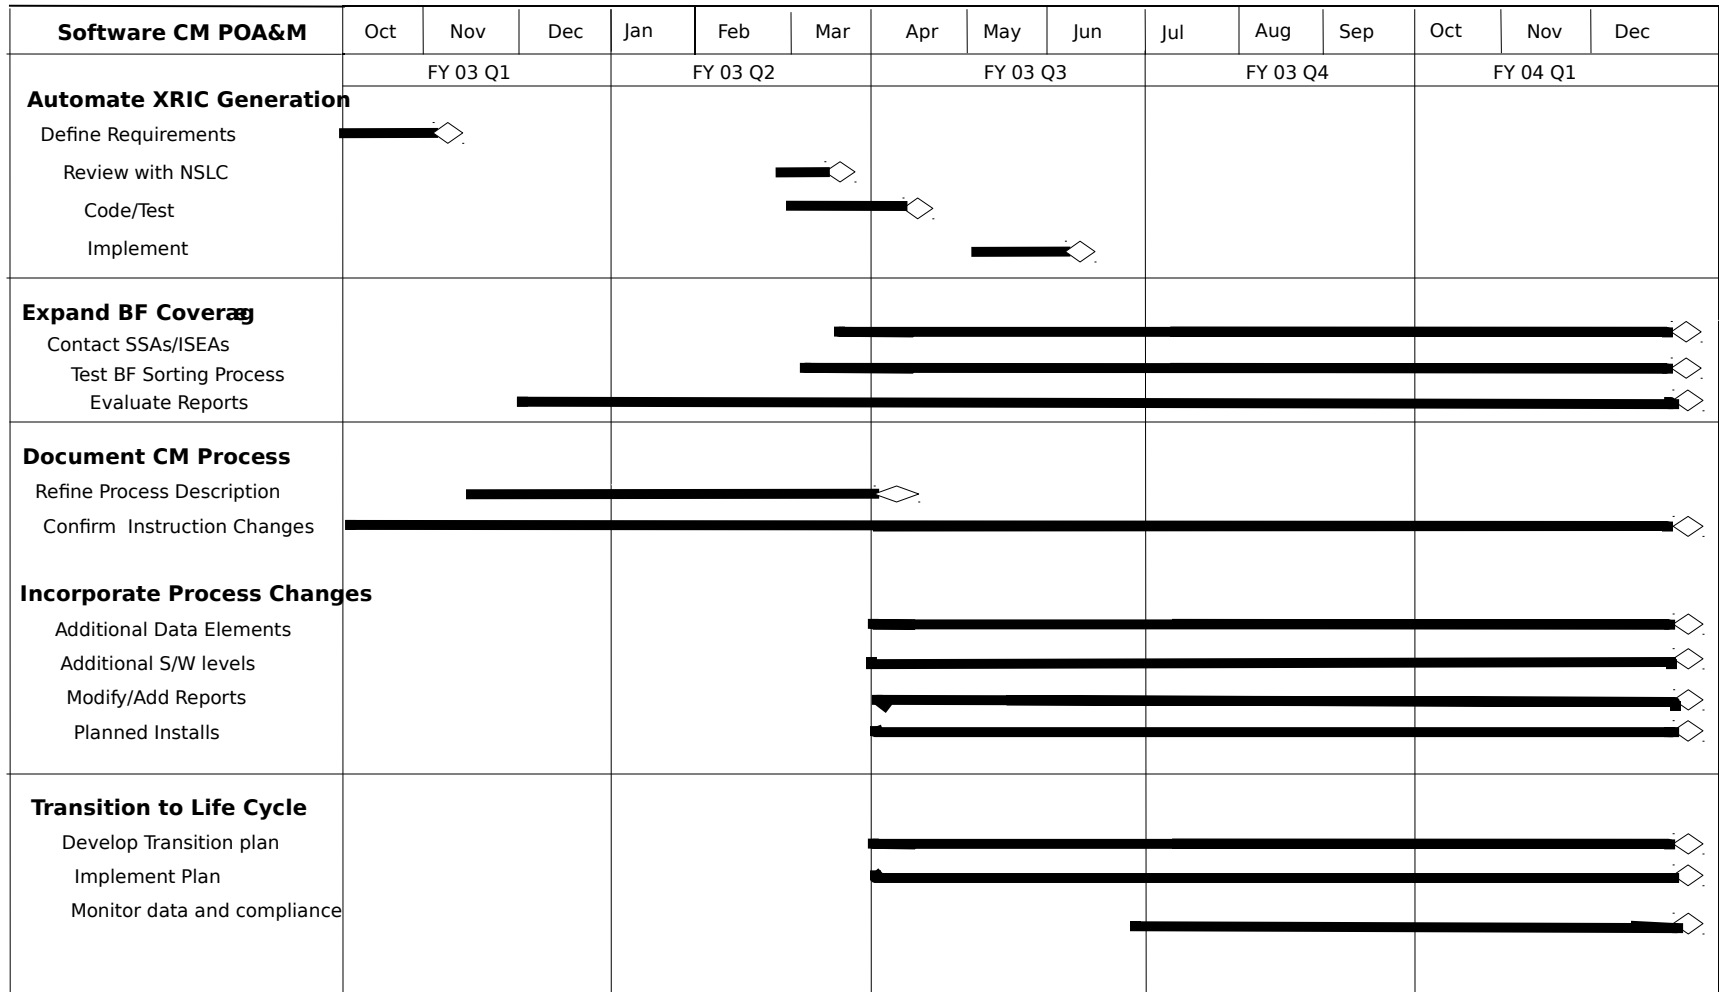 Software CM POA&M Oct Nov Dec Jan Feb Mar Apr May Jun Jul Aug Sep Oct Nov Dec
FY 03 Q1 FY 03 Q2 FY 03 Q3 FY 03 Q4 FY 04 Q1
Automate XRIC Generation
Define Requirements
Review with NSLC
Code/Test
Implement
Expand BF Coverag
Contact SSAs/ISEAs
Test BF Sorting Process
Evaluate Reports
Document CM Process
Refine Process Description
Confirm Instruction Changes
Incorporate Process Changes
Additional Data Elements
Additional S/W levels
Modify/Add Reports
Planned Installs
Transition to Life Cycle
Develop Transition plan
Implement Plan
Monitor data and compliance